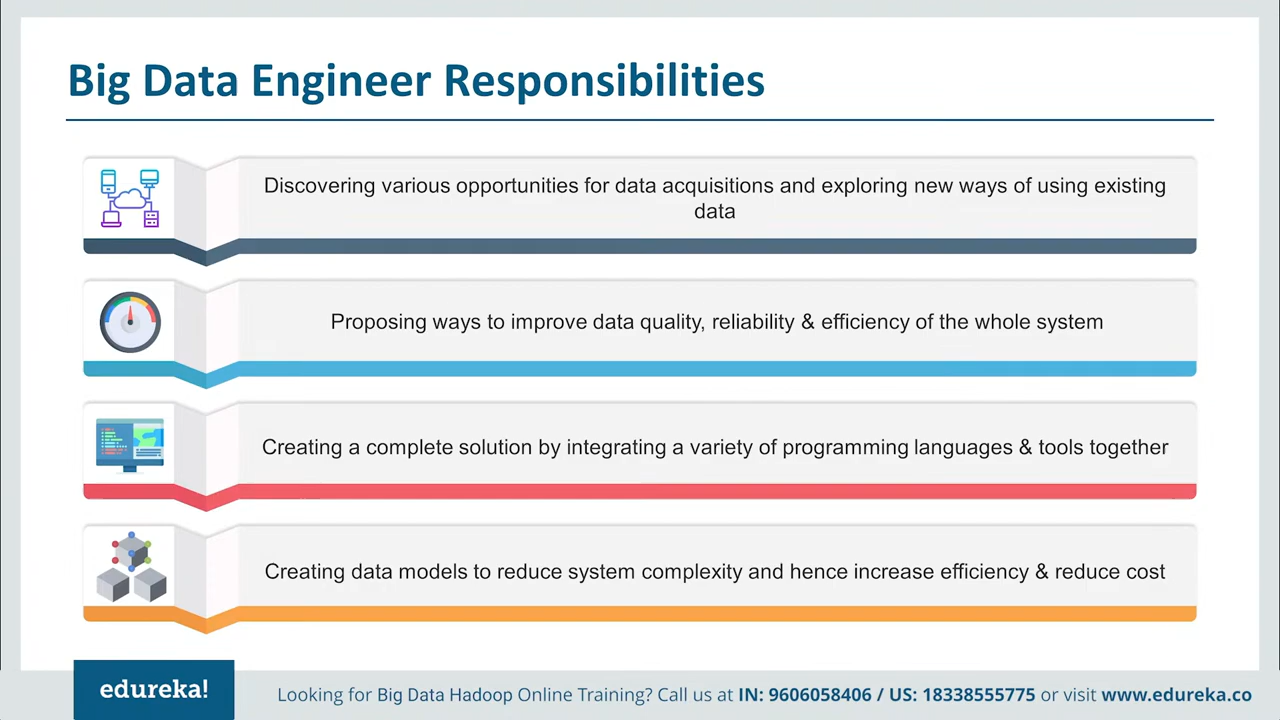 Big Data Engineer Responsibilities
Discovering various opportunities for data acquisitions and exploring new ways of using existing
data
Proposing ways to improve data quality, reliability & efficiency of the whole system
Creating a complete solution by integrating a variety of programming languages & tools together
Creating data models to reduce system complexity and hence increase efficiency & reduce cost
edureka!
Looking for Big Data Hadoop Online Training? Call us at IN: 9606058406 / US: 18338555775 or visit www.edureka.co